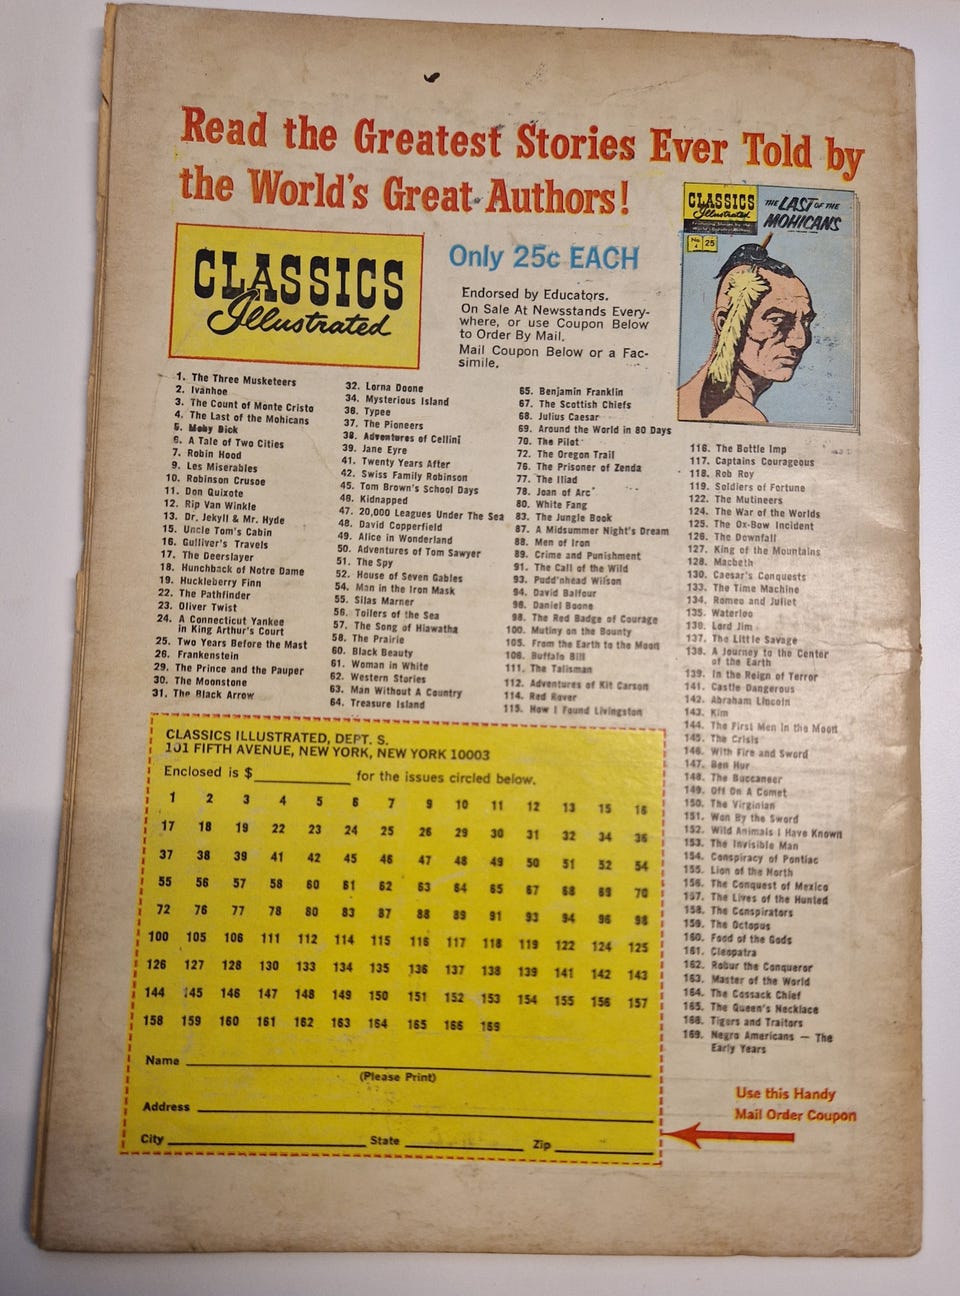 Read the Greatest Stories Ever Told by
the World's Great Authors!
CLASSICS
Illustrated
Only 25c EACH
Endorsed by Educators.
On Sale At Newsstands Every-
where, or use Coupon Below
to Order By Mail.
Mail Coupon Below or a Fac-
simile.
CLASSICS
Illustrated
Featuring Stories by the
World's Greatest Authors
No. 4
25
THE LAST OF THE
MOHICANS
1. The Three Musketeers
2. Ivanhoe
3. The Count of Monte Cristo
4. The Last of the Mohicans
5. Moby Dick
6. A Tale of Two Cities
7. Robin Hood
9. Les Miserables
10. Robinson Crusoe
11. Don Quixote
12. Rip Van Winkle
13. Dr. Jekyll & Mr. Hyde
15. Uncle Tom's Cabin
16. Gulliver's Travels
17. The Deerslayer
18. Hunchback of Notre Dame
19. Huckleberry Finn
22. The Pathfinder
23. Oliver Twist
24. A Connecticut Yankee
in King Arthur's Court
25. Two Years Before the Mast
26. Frankenstein
29. The Prince and the Pauper
30. The Moonstone
31. The Black Arrow
32. Lorna Doone
34. Mysterious Island
36. Typee
37. The Pioneers
38. Adventures of Cellini
39. Jane Eyre
41. Twenty Years After
42. Swiss Family Robinson
45. Tom Brown's School Days
46. Kidnapped
47. 20,000 Leagues Under The Sea
48. David Copperfield
49. Alice in Wonderland
50. Adventures of Tom Sawyer
51. The Spy
52. House of Seven Gables
54. Man in the Iron Mask
55. Silas Marner
56. Toilers of the Sea
57. The Song of Hiawatha
58. The Prairie
60. Black Beauty
61. Woman in White
62. Western Stories
63. Man Without A Country
64. Treasure Island
65. Benjamin Franklin
67. The Scottish Chiefs
68. Julius Caesar
69. Around the World in 80 Days
70. The Pilot
72. The Oregon Trail
76. The Prisoner of Zenda
77. The Iliad
78. Joan of Arc
80. White Fang
83. The Jungle Book
87. A Midsummer Night's Dream
88. Men of Iron
89. Crime and Punishment
91. The Call of the Wild
93. Pudd'nhead Wilson
94. David Balfour
96. Daniel Boone
98. The Red Badge of Courage
100. Mutiny on the Bounty
105. From the Earth to the Moon
106. Buffalo Bill
111. The Talisman
112. Adventures of Kit Carson
114. Red Rover
115. How I Found Livingston
116. The Bottle Imp
117. Captains Courageous
118. Rob Roy
119. Soldiers of Fortune
122. The Mutineers
124. The War of the Worlds
125. The Ox-Bow Incident
126. The Downfall
127. King of the Mountains
128. Macbeth
130. Caesar's Conquests
133. The Time Machine
134. Romeo and Juliet
135. Waterloo
136. Lord Jim
137. The Little Savage
138. A Journey to the Center
of the Earth
139. In the Reign of Terror
141. Castle Dangerous
142. Abraham Lincoln
143. Kim
144. The First Men in the Moon
145. The Crisis
146. With Fire and Sword
147. Ben Hur
148. The Buccaneer
149. Off On A Comet
150. The Virginian
151. Won By the Sword
152. Wild Animals I Have Known
153. The Invisible Man
154. Conspiracy of Pontiac
155. Lion of the North
156. The Conquest of Mexico
157. The Lives of the Hunted
158. The Conspirators
159. The Octopus
160. Food of the Gods
161. Cleopatra
162. Robur the Conqueror
163. Master of the World
164. The Cossack Chief
165. The Queen's Necklace
166. Tigers and Traitors
169. Negro Americans — The
Early Years
CLASSICS ILLUSTRATED, DEPT. S.
101 FIFTH AVENUE, NEW YORK, NEW YORK 10003
Enclosed is $ for the issues circled below.
1 2 3 4 5 6 7 9 10 11 12 13 15 16
17 18 19 22 23 24 25 26 29 30 31 32 34 36
37 38 39 41 42 45 46 47 48 49 50 51 52 54
55 56 57 58 60 61 62 63 64 65 67 68 69 70
72 76 77 78 80 83 87 88 89 91 93 94 96 98
100 105 106 111 112 114 115 116 117 118 119 122 124 125
126 127 128 130 133 134 135 136 137 138 139 141 142 143
144 145 146 147 148 149 150 151 152 153 154 155 156 157
158 159 160 161 162 163 164 165 166 169
Name
(Please Print)
Address
City State Zip
Use this Handy
Mail Order Coupon